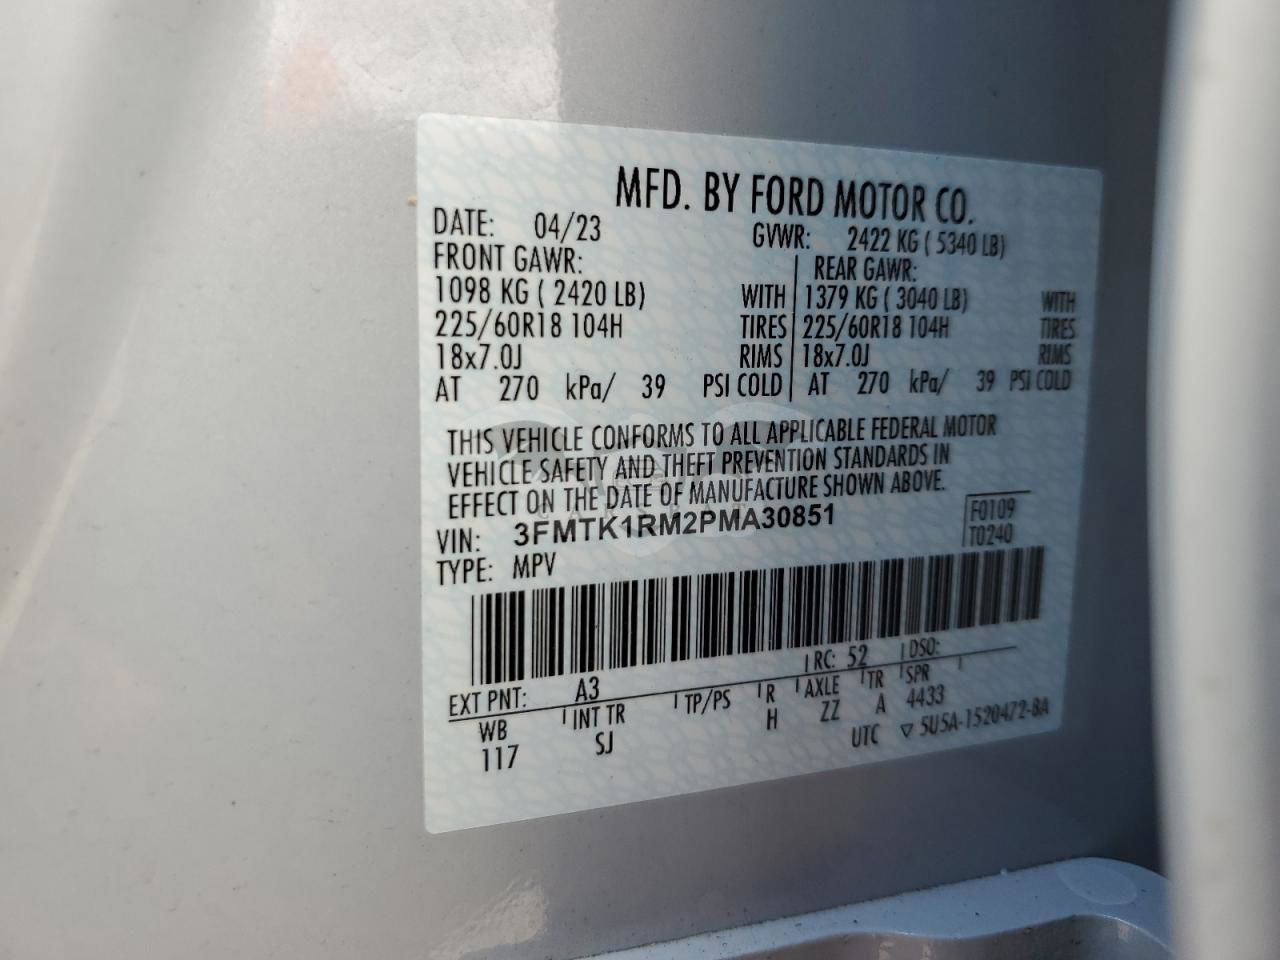 MFD. BY FORD MOTOR CO.
DATE: 04/23 GVWR: 2422 KG ( 5340 LB)
FRONT GAWR: REAR GAWR:
1098 KG ( 2420 LB) WITH 1379 KG ( 3040 LB) WITH
225/60R18 104H TIRES 225/60R18 104H TIRES
18x7.0J RIMS 18x7.0J RIMS
AT 270 kPa/ 39 PSI COLD AT 270 kPa/ 39 PSI COLD
THIS VEHICLE CONFORMS TO ALL APPLICABLE FEDERAL MOTOR
VEHICLE SAFETY AND THEFT PREVENTION STANDARDS IN
EFFECT ON THE DATE OF MANUFACTURE SHOWN ABOVE.
VIN: 3FMTK1RM2PMA30851 F0109
TYPE: MPV T0240
EXT PNT: A3 RC: 52 DSO:
WB INT TR TP/PS R AXLE TR SPR
117 SJ H ZZ A 4433
UTC ▽ 5U5A-1520472-BA